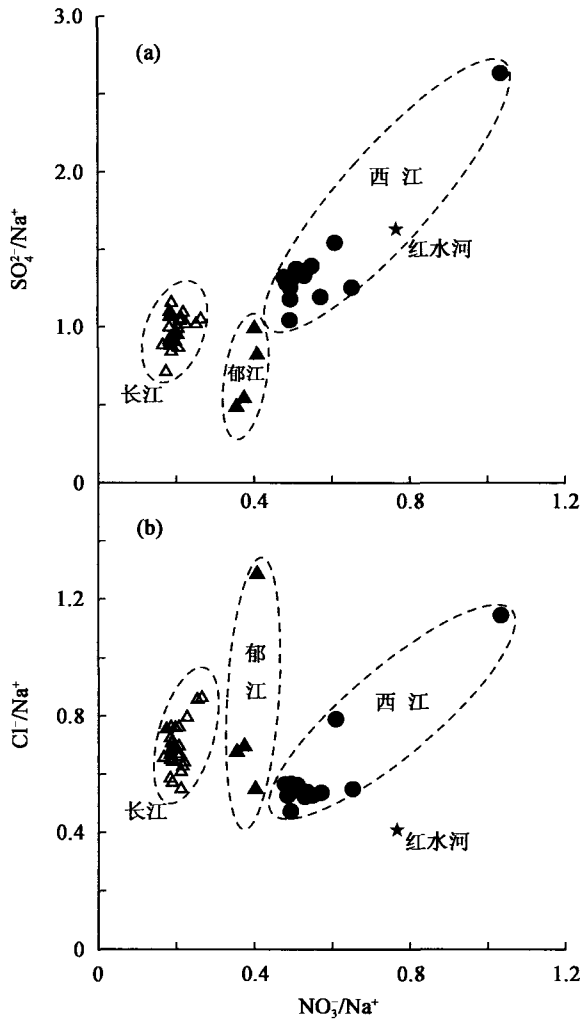 3.0
(a)
西 江
2.0
红水河
SO₄²⁻/Na⁺
1.0
郁江
长江
0
0.4
0.8
1.2
(b)
1.2
郁
江
西 江
Cl⁻/Na⁺
0.8
长江
0.4
红水河
0
0
0.4
0.8
1.2
NO₃⁻/Na⁺